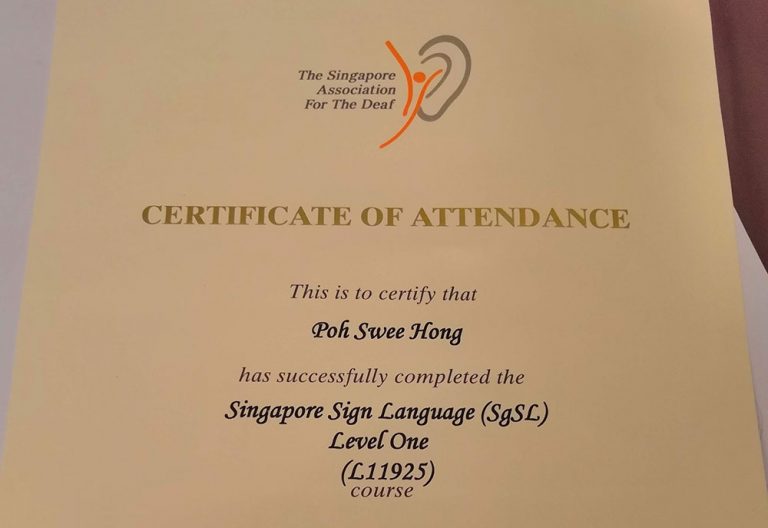 The Singapore
Association
For The Deaf
CERTIFICATE OF ATTENDANCE
This is to certify that
Poh Swee Hong
has successfully completed the
Singapore Sign Language (SgSL)
Level One
(L11925)
course